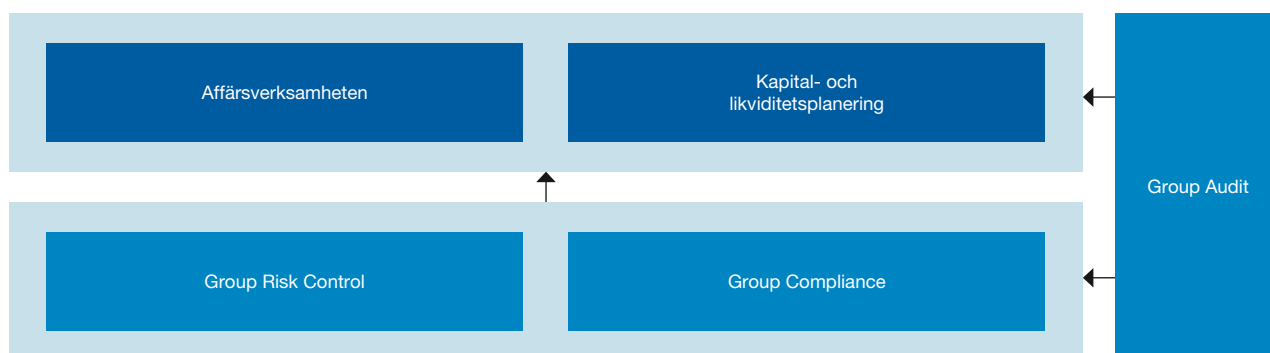 Affärsverksamheten
Kapital- och
likviditetsplanering
Group Audit
Group Risk Control
Group Compliance